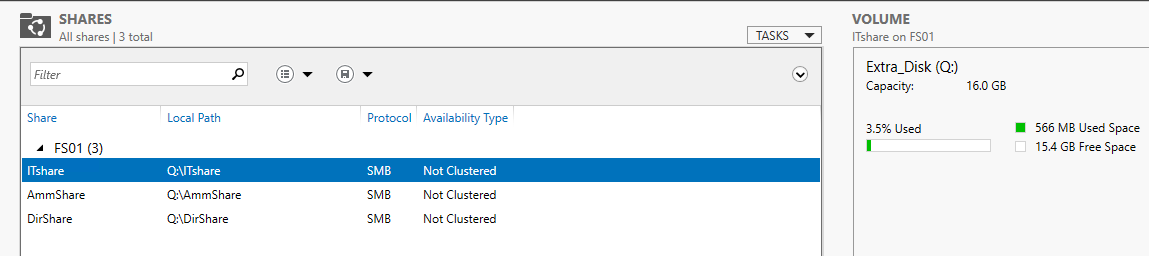 SHARES
All shares | 3 total
TASKS
Filter
Share Local Path Protocol Availability Type
FS01 (3)
ITshare Q:\ITshare SMB Not Clustered
AmmShare Q:\AmmShare SMB Not Clustered
DirShare Q:\DirShare SMB Not Clustered
VOLUME
ITshare on FS01
Extra_Disk (Q:)
Capacity: 16.0 GB
3.5% Used
566 MB Used Space
15.4 GB Free Space